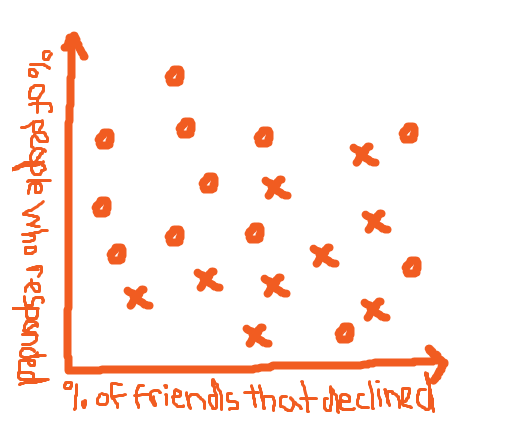 % of people who responded
% of friends that declined